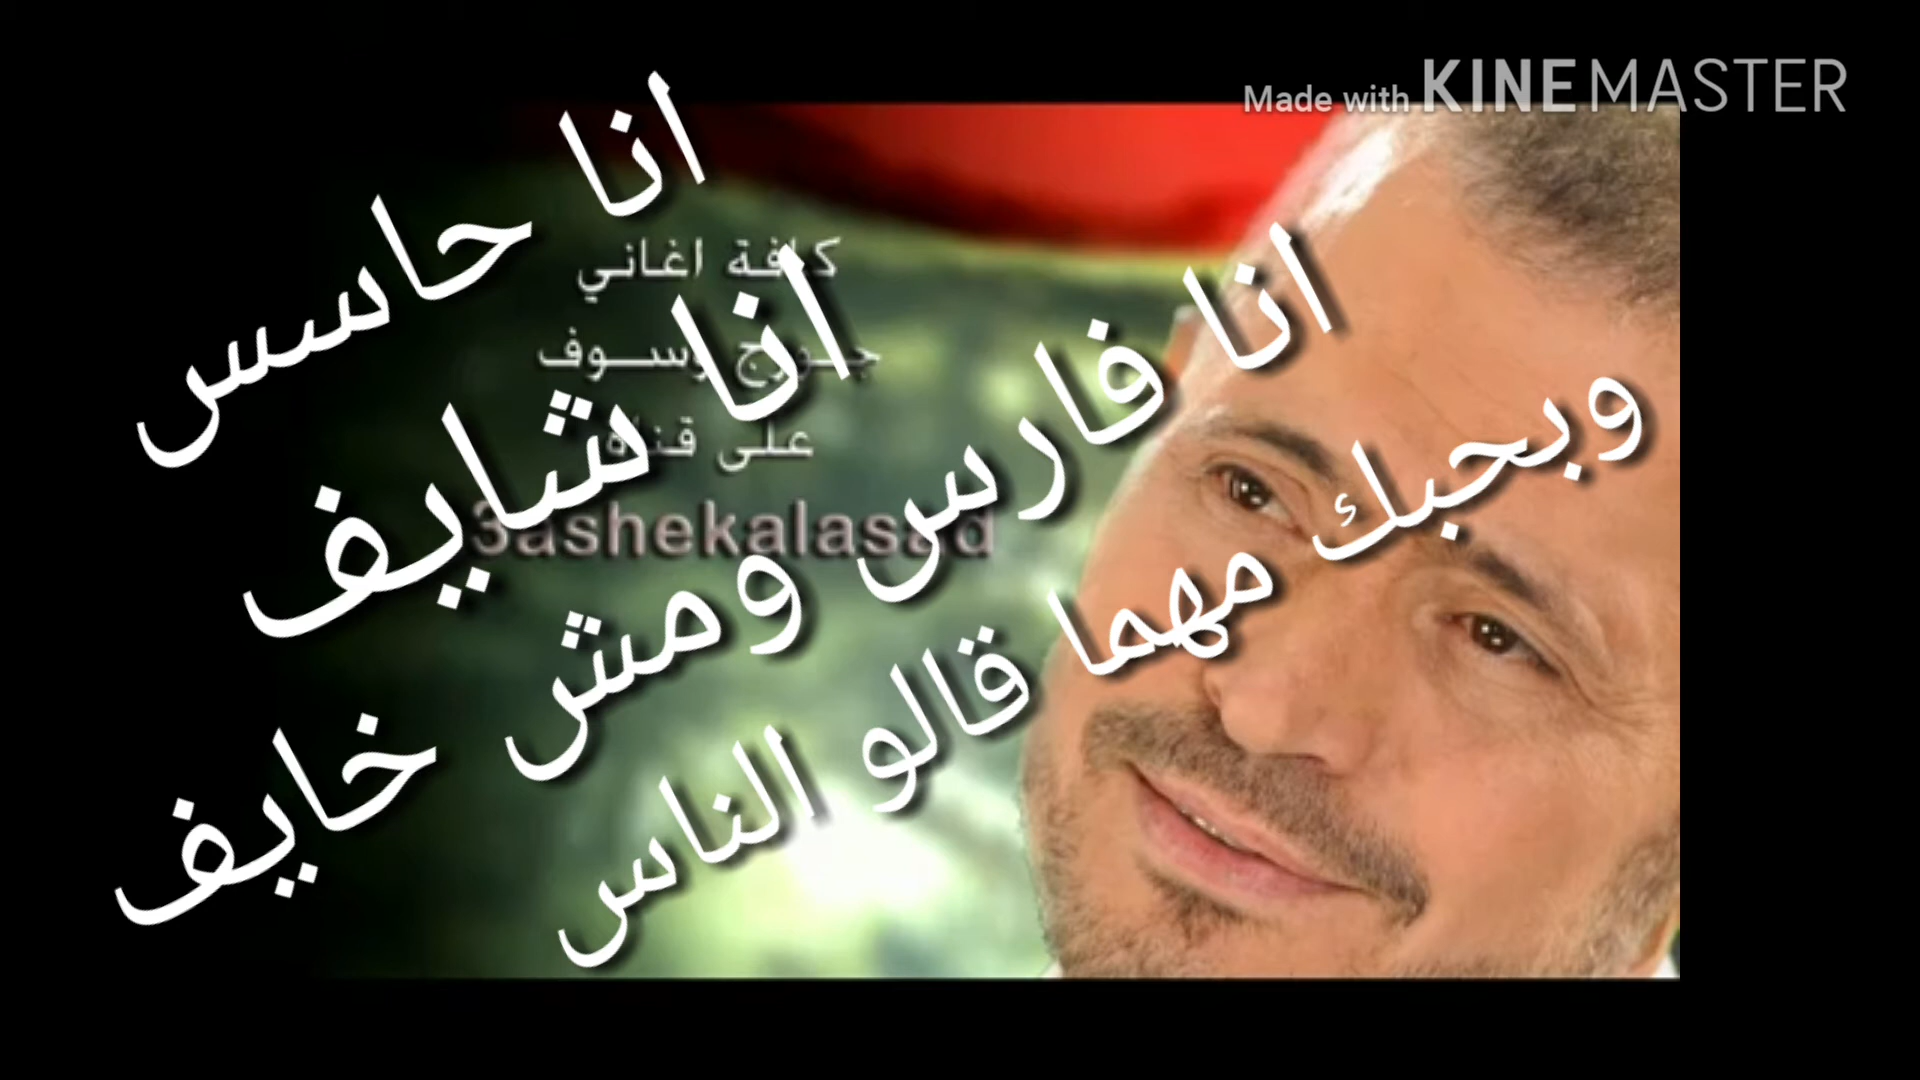 Made with KINEMASTER
انا حاسس
انا شايف
انا فارس ومش خايف
وبحبك مهما قالو الناس
كافة اغاني
جورج وسوف
على قناة
3ashekalasad